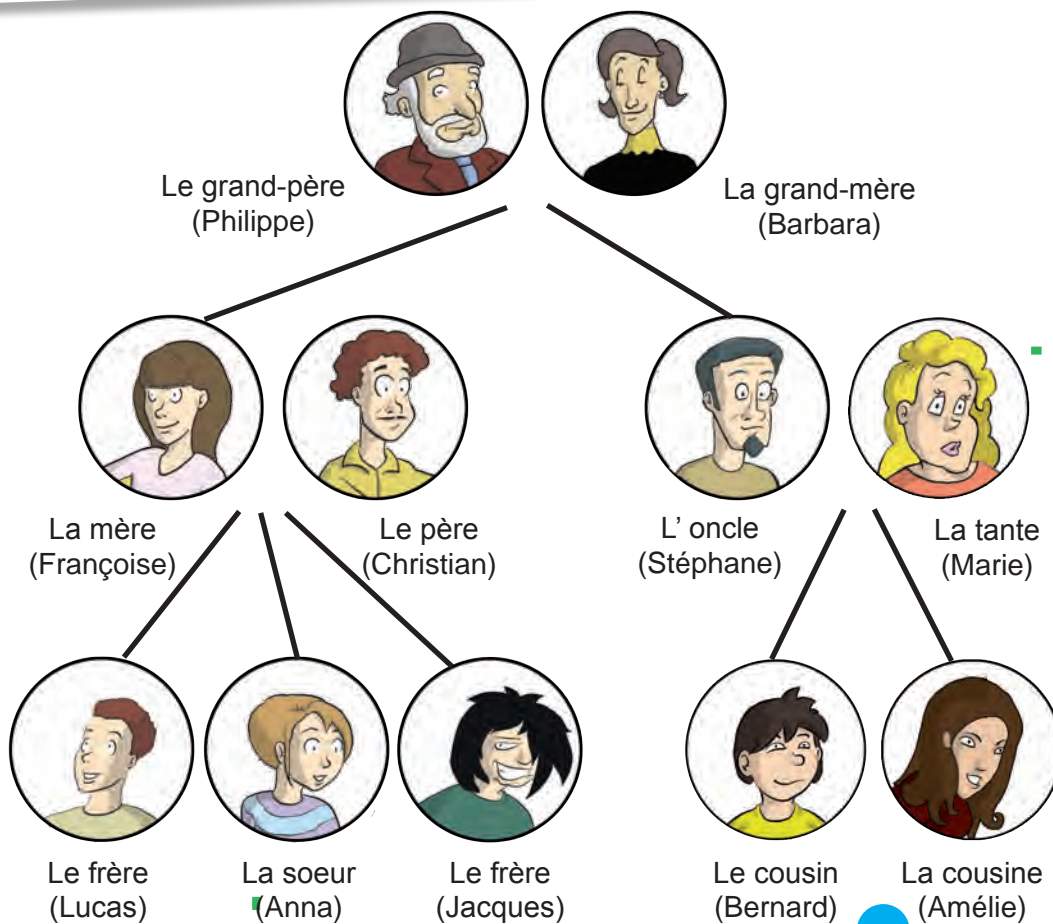 Le grand-père
(Philippe)
La grand-mère
(Barbara)
La mère
(Françoise)
Le père
(Christian)
L' oncle
(Stéphane)
La tante
(Marie)
Le frère
(Lucas)
La soeur
(Anna)
Le frère
(Jacques)
Le cousin
(Bernard)
La cousine
(Amélie)